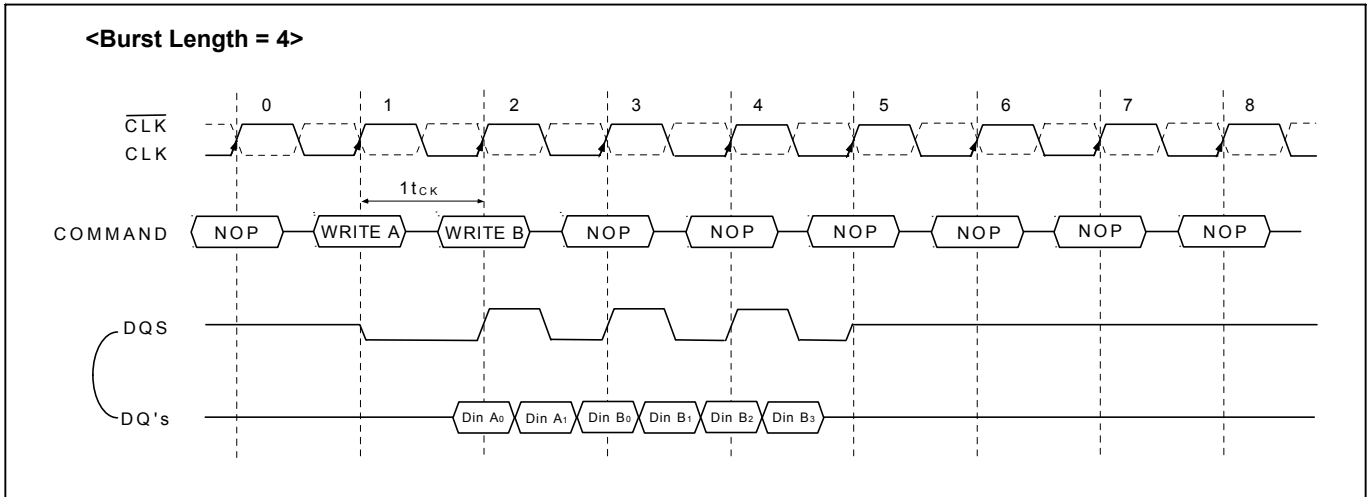 <Burst Length = 4>
0 1 2 3 4 5 6 7 8
CLK
CLK
1tCK
COMMAND NOP WRITE A WRITE B NOP NOP NOP NOP NOP NOP
DQS
DQ's Din A0 Din A1 Din B0 Din B1 Din B2 Din B3